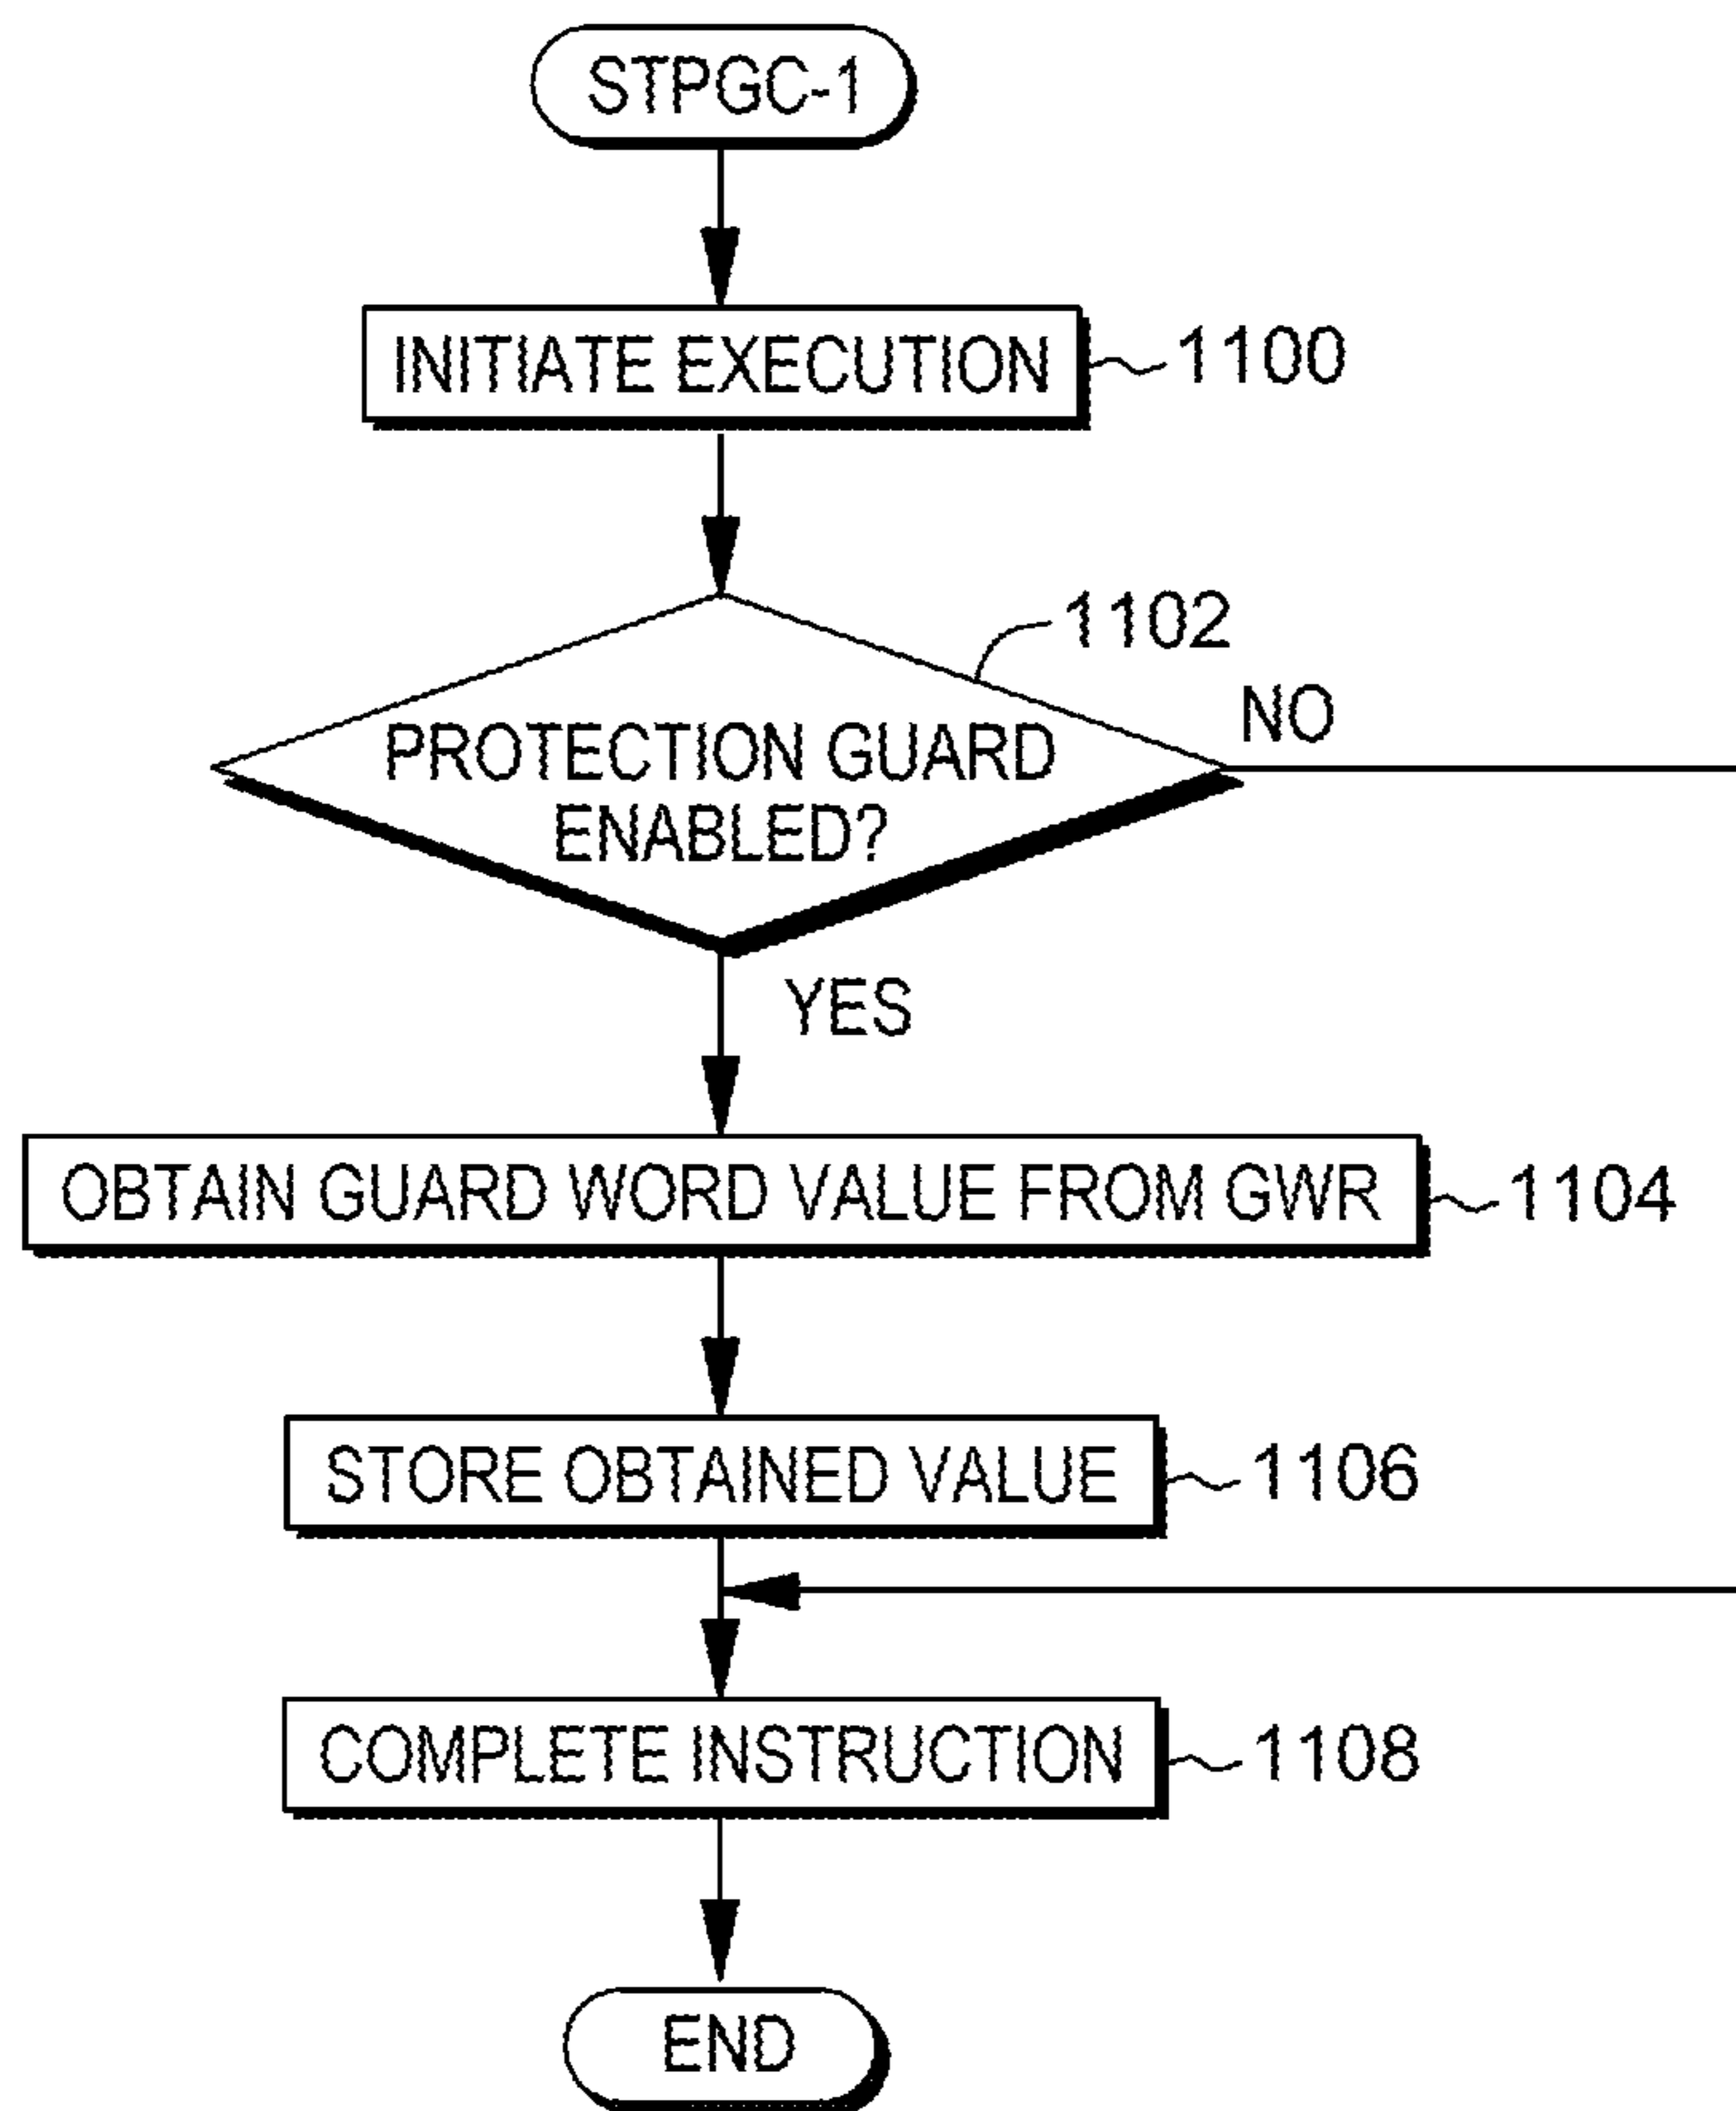 STPGC-1
INITIATE EXECUTION
1100
1102
NO
PROTECTION GUARD
ENABLED?
YES
OBTAIN GUARD WORD VALUE FROM GWR
1104
STORE OBTAINED VALUE
1106
COMPLETE INSTRUCTION
1108
END